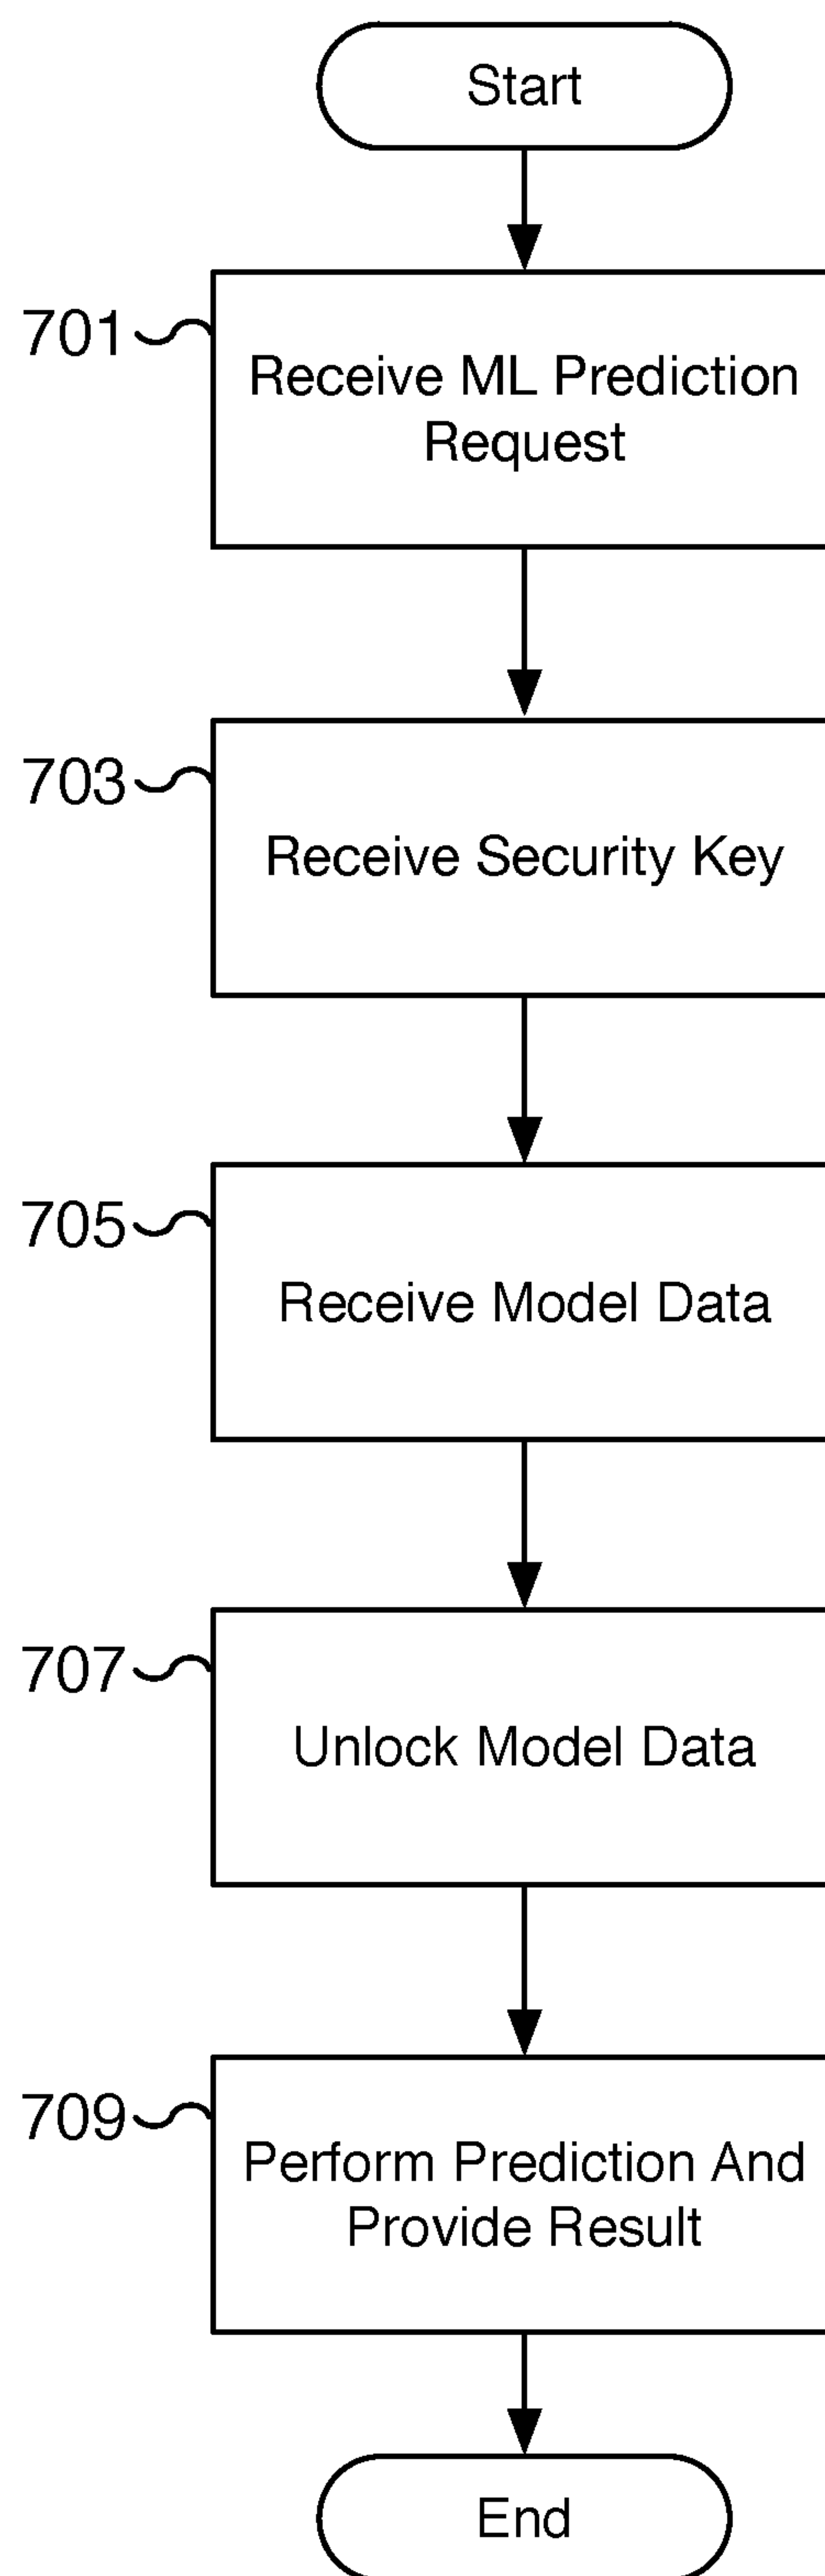 Start
701
Receive ML Prediction
Request
703
Receive Security Key
705
Receive Model Data
707
Unlock Model Data
709
Perform Prediction And
Provide Result
End